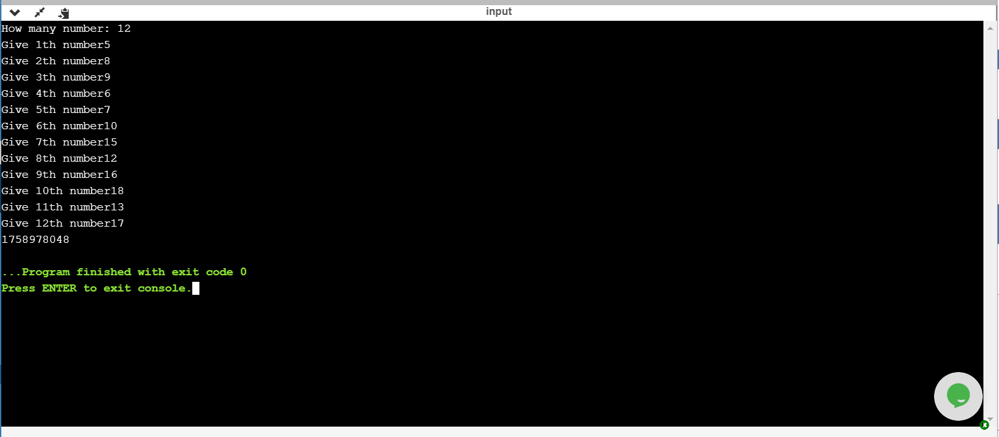 input
How many number: 12
Give 1th number5
Give 2th number8
Give 3th number9
Give 4th number6
Give 5th number7
Give 6th number10
Give 7th number15
Give 8th number12
Give 9th number16
Give 10th number18
Give 11th number13
Give 12th number17
1758978048
...Program finished with exit code 0
Press ENTER to exit console.